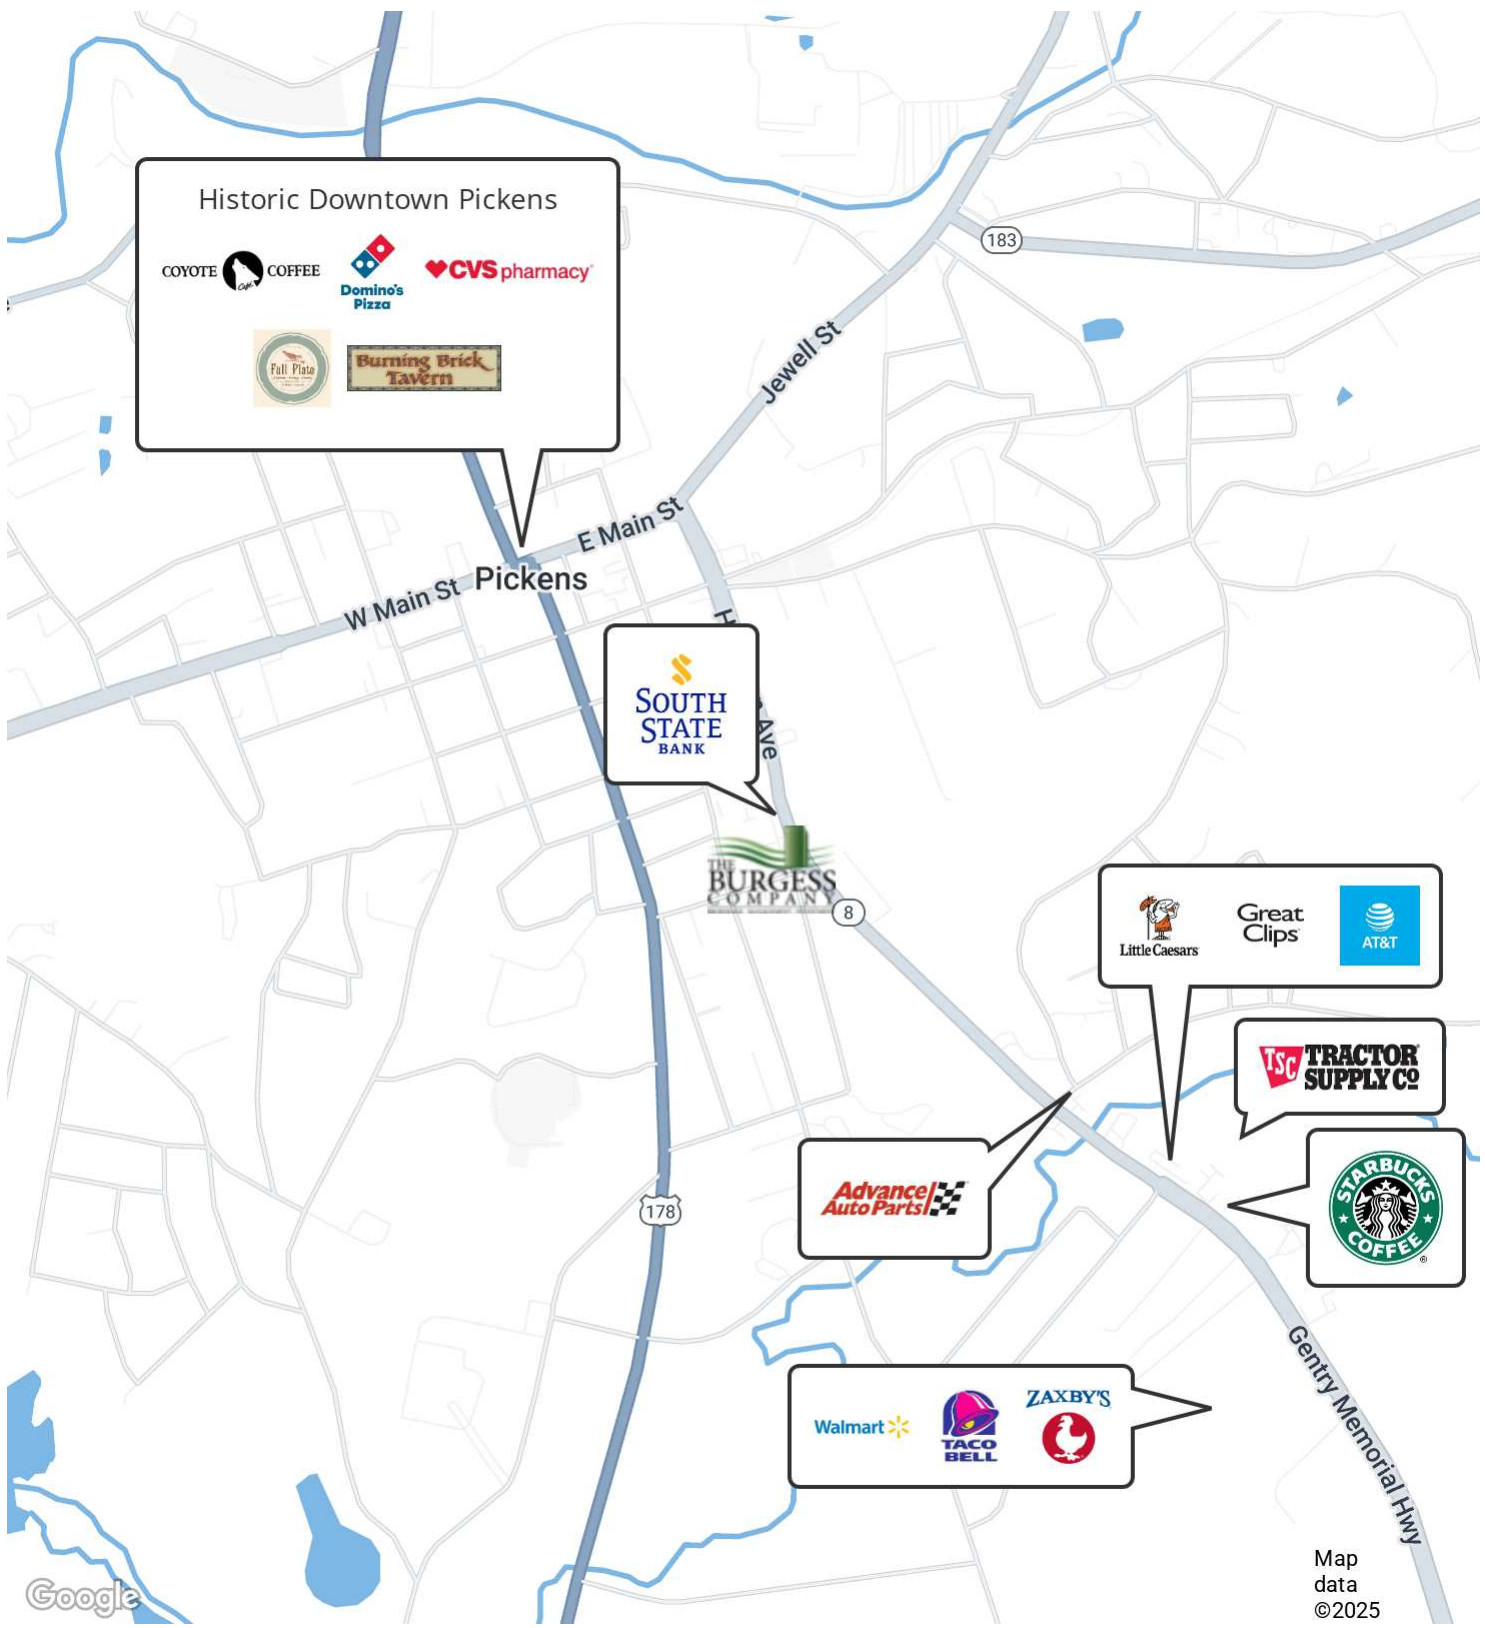 Historic Downtown Pickens
COYOTE COFFEE
Café
Domino's
Pizza
CVS pharmacy
Full Plate
Burning Brick
Tavern
183
Jewell St
E Main St
Pickens
W Main St
SOUTH
STATE
BANK
Ave
THE
BURGESS
COMPANY
8
Little Caesars
Great
Clips
AT&T
TSC TRACTOR
SUPPLY CO
STARBUCKS
COFFEE
®
Advance
Auto Parts
178
Walmart
TACO
BELL
ZAXBY'S
Gentry Memorial Hwy
Google
Map
data
©2025